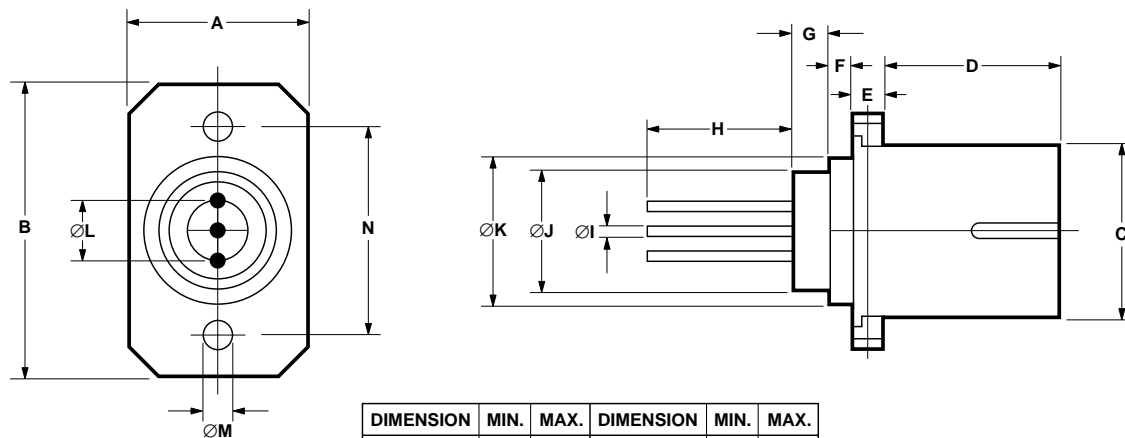 A
B
∅L
N
∅M
G
F
D
E
H
∅K
∅J
∅I
C
DIMENSION MIN. MAX. DIMENSION MIN. MAX.